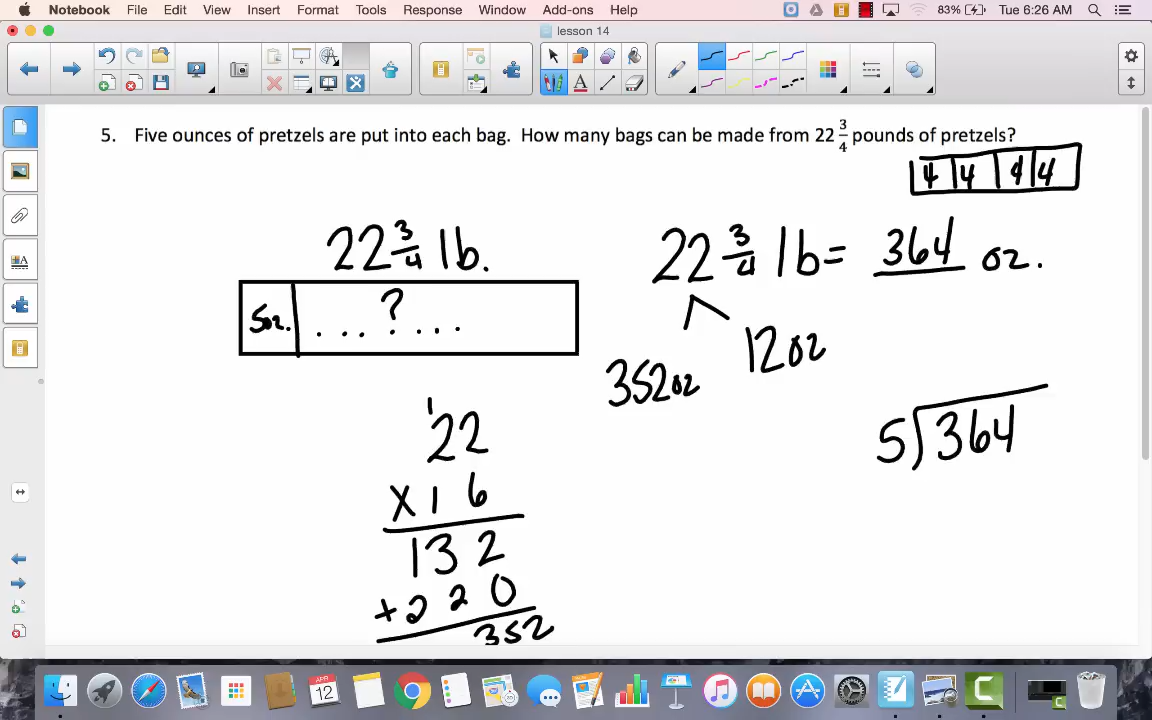 Notebook File Edit View Insert Format Tools Response Window Add-ons Help 83% Tue 6:26 AM
lesson 14
5. Five ounces of pretzels are put into each bag. How many bags can be made from 22 3/4 pounds of pretzels?
4 4 4 4
22 3/4 lb.
22 3/4 lb = 364 oz.
5oz. ... ? ...
352oz 12oz
1
22
x 16
132
+ 220
352
5)364
APR
12